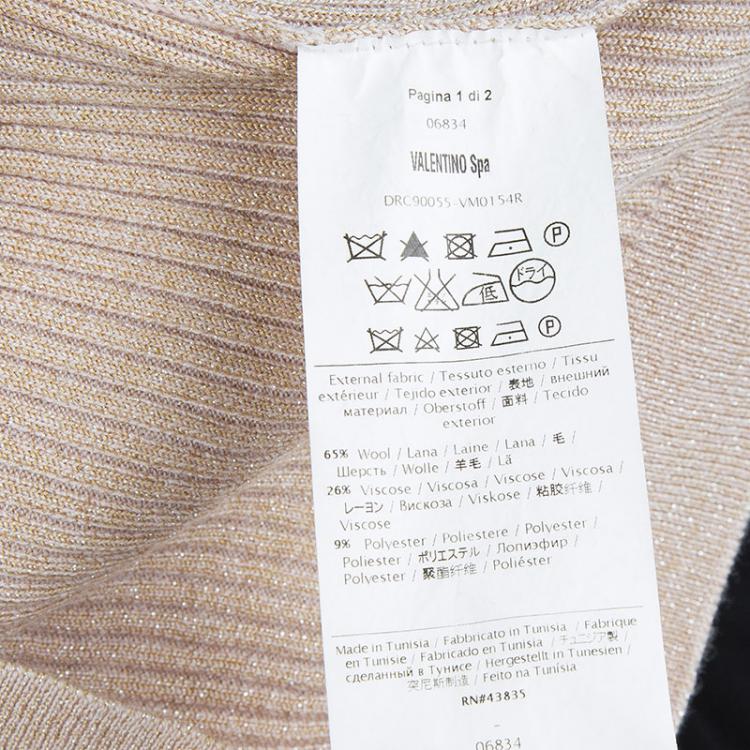 Pagina 1 di 2
06834
VALENTINO Spa
DRC90055-VM0154R
P
低 ドライ
P
External fabric / Tessuto esterno / Tissu
extérieur / Tejido exterior / 表地 / внешний
материал / Oberstoff / 面料 / Tecido
exterior
65% Wool / Lana / Laine / Lana / 毛 /
Шерсть / Wolle / 羊毛 / Lã
26% Viscose / Viscosa / Viscose / Viscosa /
レーヨン / Вискоза / Viskose / 粘胶纤维 /
Viscose
9% Polyester / Poliestere / Polyester /
Poliester / ポリエステル / Лолиэфир /
Polyester / 聚酯纤维 / Poliéster
Made in Tunisia / Fabbricato in Tunisia / Fabrique
en Tunisie / Fabricado en Tunisia / チュニジア製 /
сделанный в Тунисе / Hergestellt in Tunesien /
突尼斯制造 / Feito na Tunísia
RN#43835
-
06834